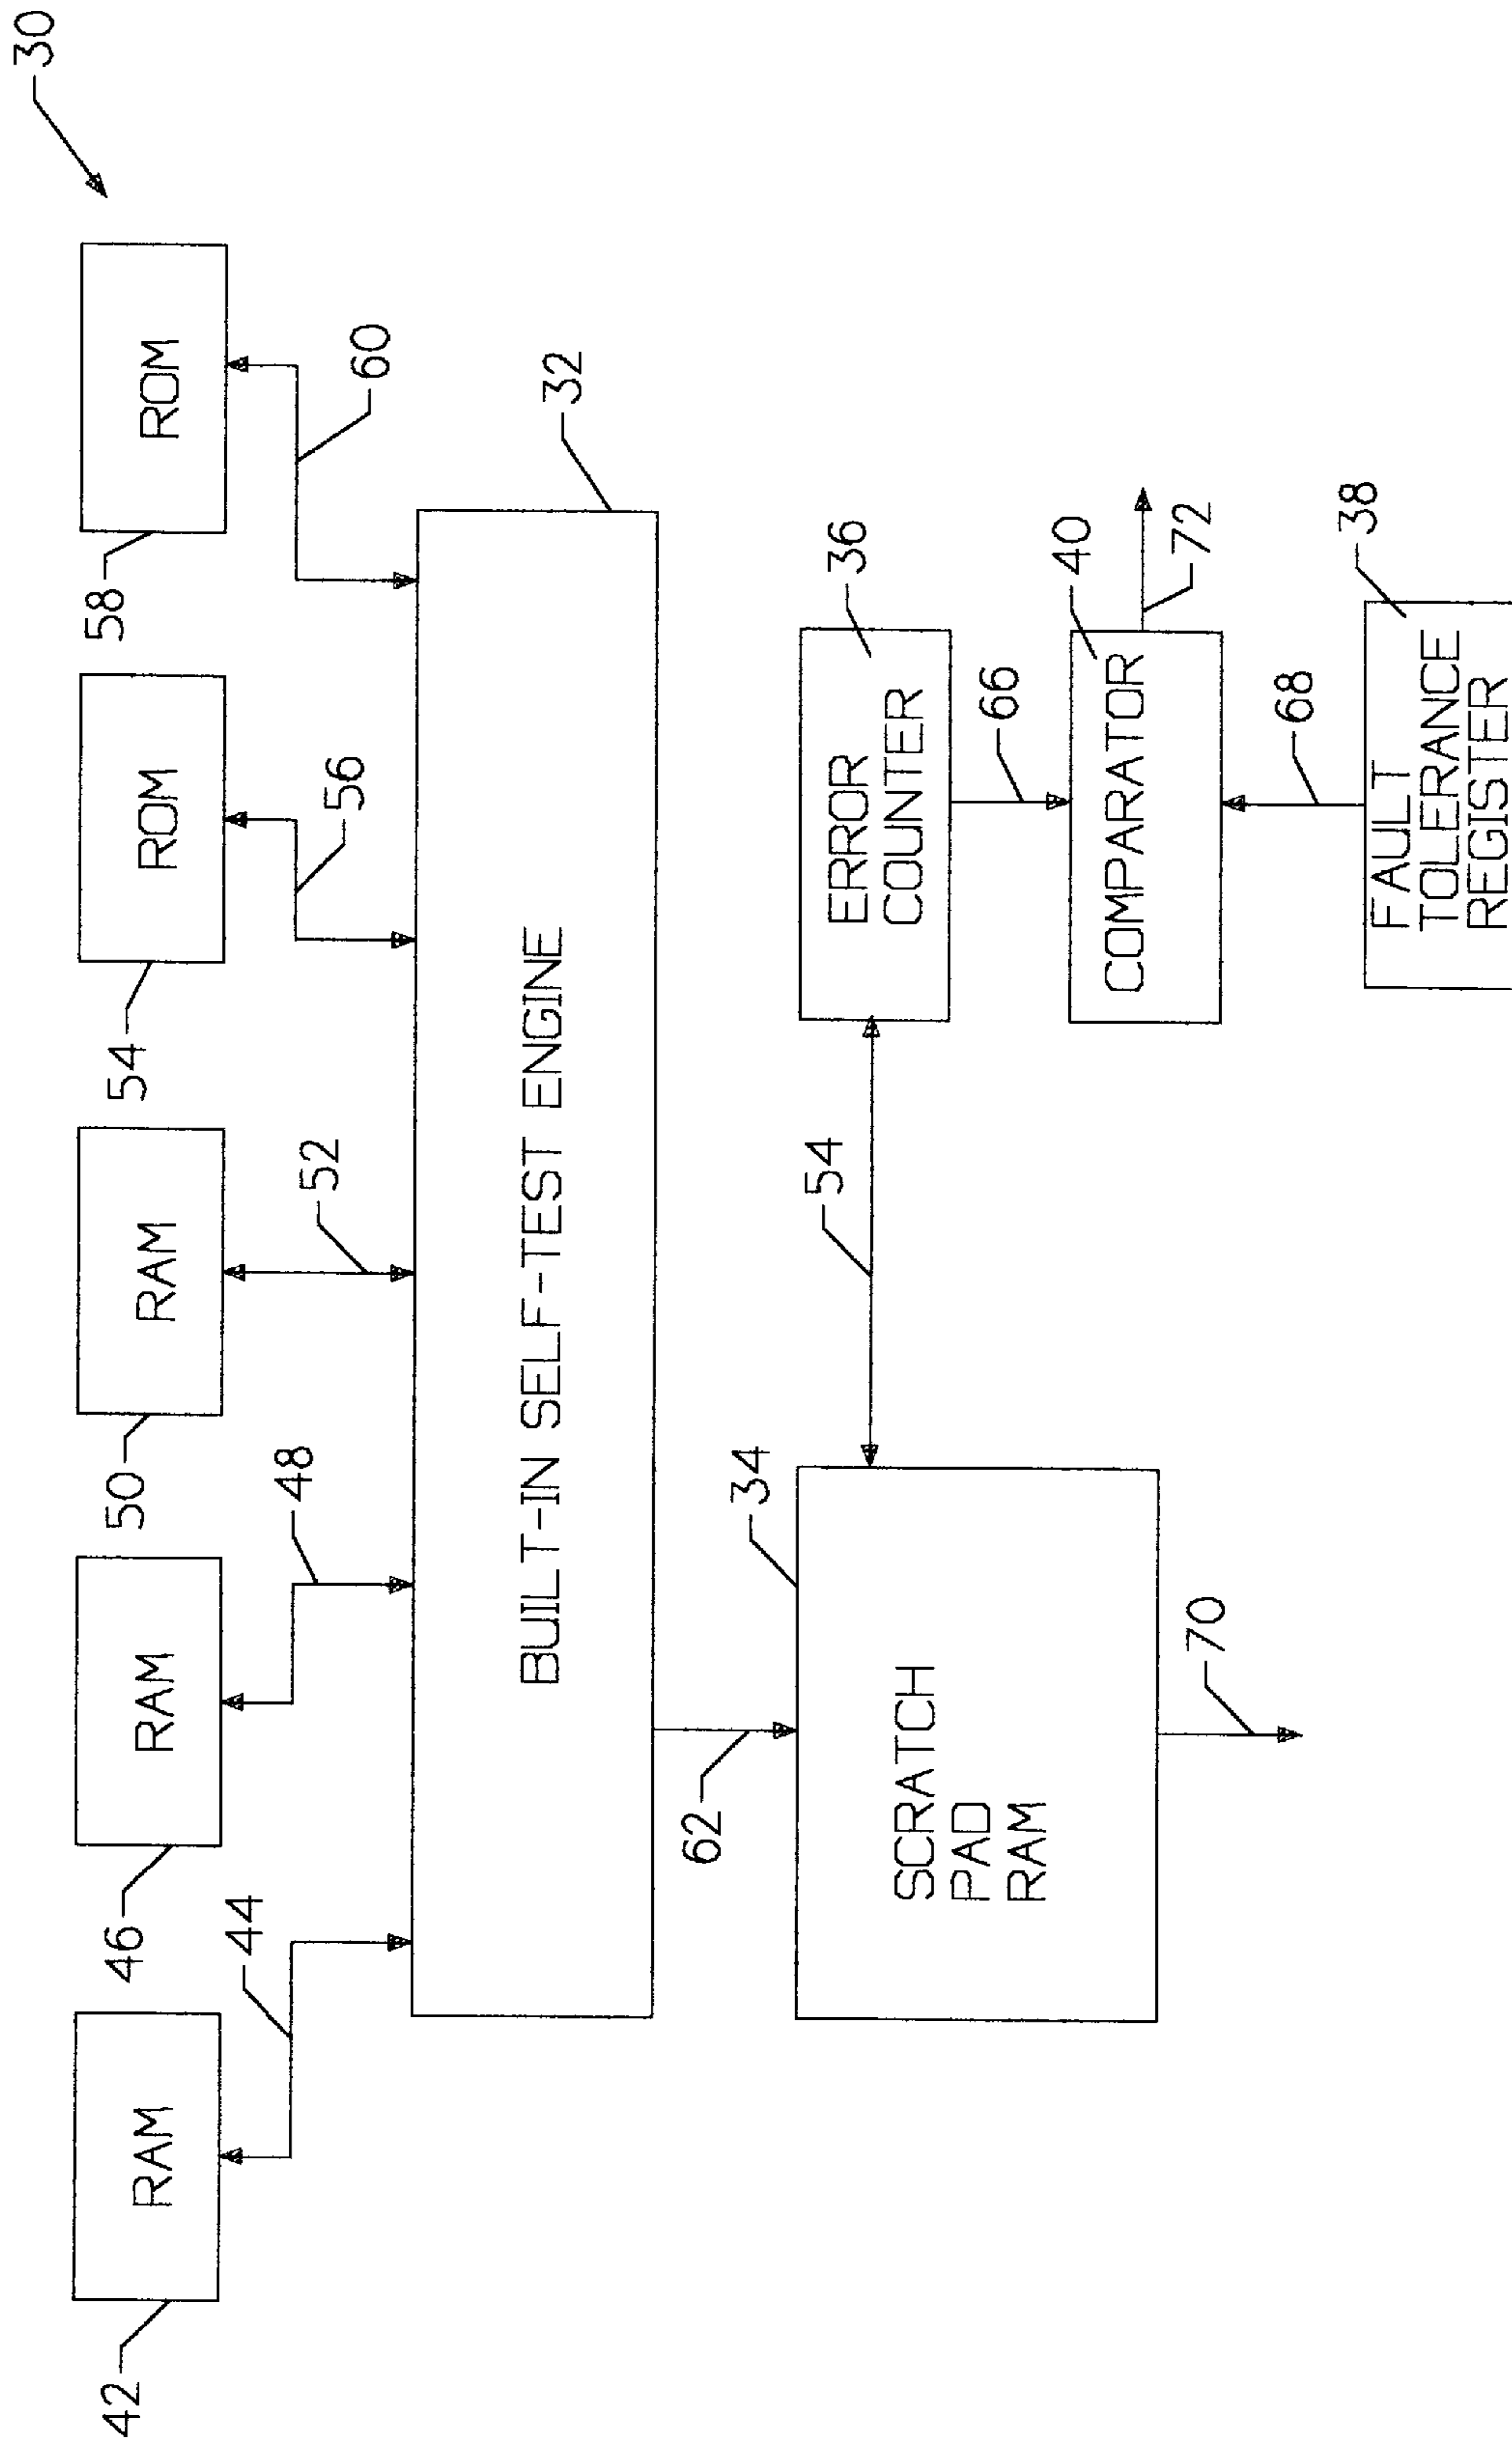 30
RAM
RAM
RAM
ROM
ROM
42
46
50
54
58
44
48
52
56
60
BUILT-IN SELF-TEST ENGINE
32
62
34
SCRATCH
PAD
RAM
70
54
36
ERROR
COUNTER
66
40
COMPARATOR
72
68
38
FAULT
TOLERANCE
REGISTER